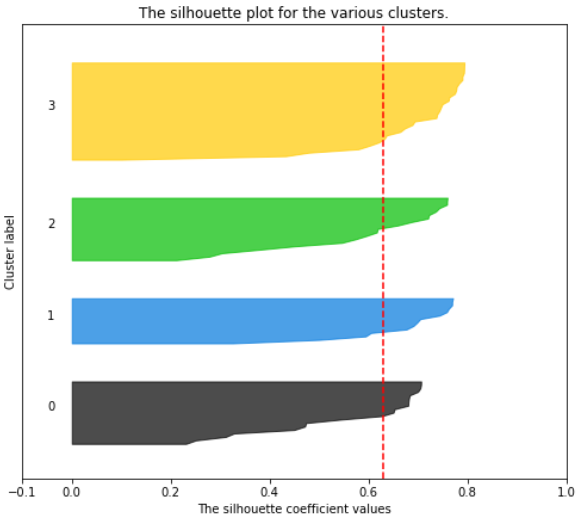 The silhouette plot for the various clusters.
Cluster label
3
2
1
0
−0.1 0.0 0.2 0.4 0.6 0.8 1.0
The silhouette coefficient values